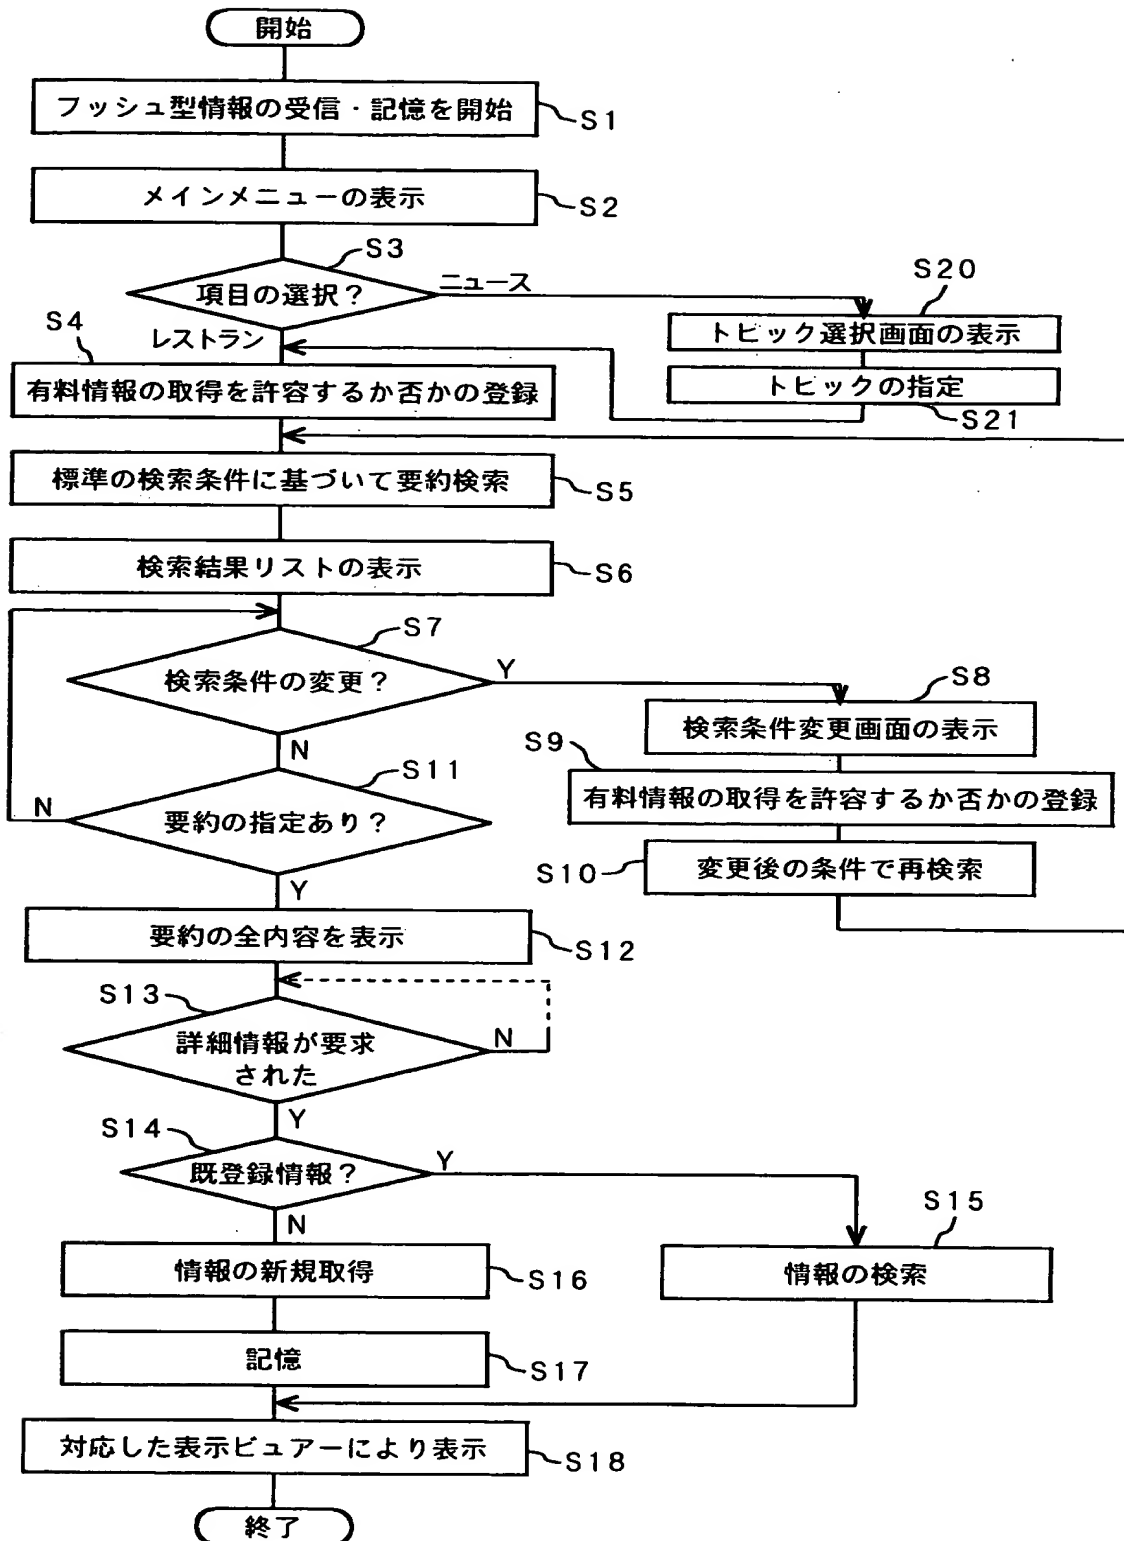 開始
プッシュ型情報の受信・記憶を開始
S1
メインメニューの表示
S2
S3
項目の選択？
ニュース
S20
トピック選択画面の表示
レストラン
S4
有料情報の取得を許容するか否かの登録
トピックの指定
S21
標準の検索条件に基づいて要約検索
S5
検索結果リストの表示
S6
S7
検索条件の変更？
Y
S8
検索条件変更画面の表示
N
S9
有料情報の取得を許容するか否かの登録
S11
N
要約の指定あり？
S10
変更後の条件で再検索
Y
要約の全内容を表示
S12
S13
詳細情報が要求
された
N
Y
S14
既登録情報？
Y
S15
情報の検索
N
情報の新規取得
S16
記憶
S17
対応した表示ビュアーにより表示
S18
終了